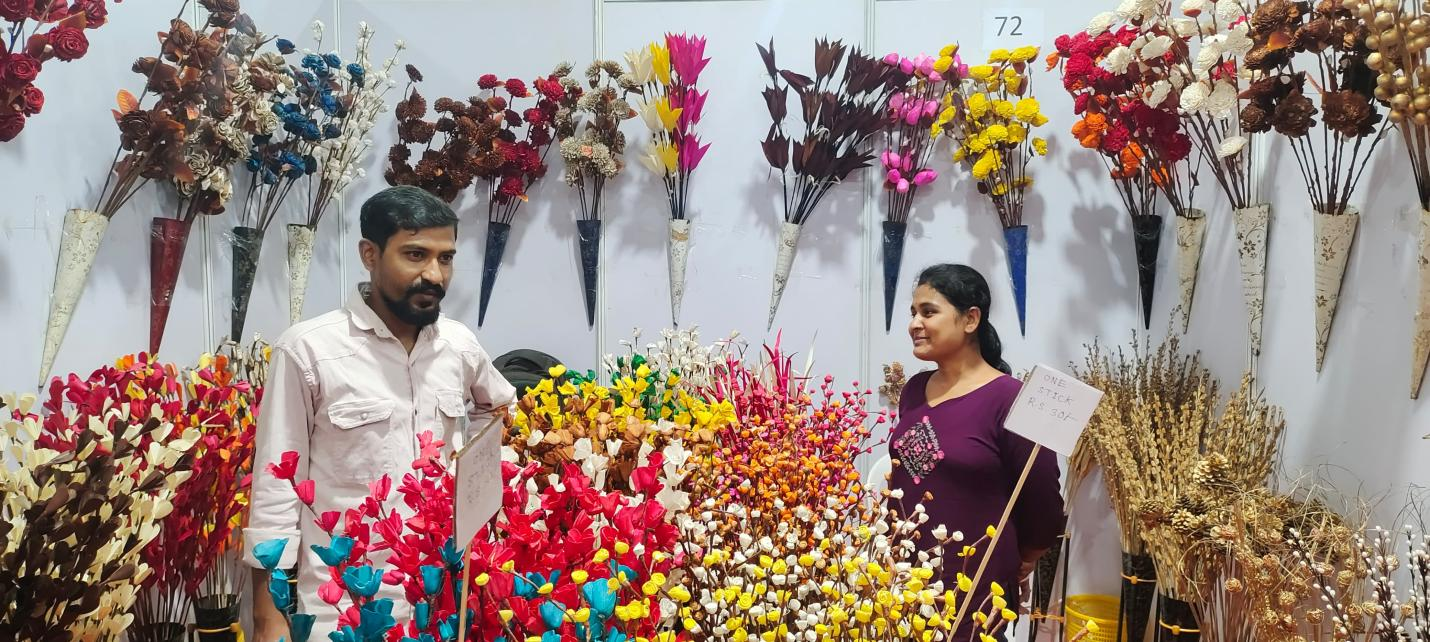 72
ONE
STICK
RS 30/-